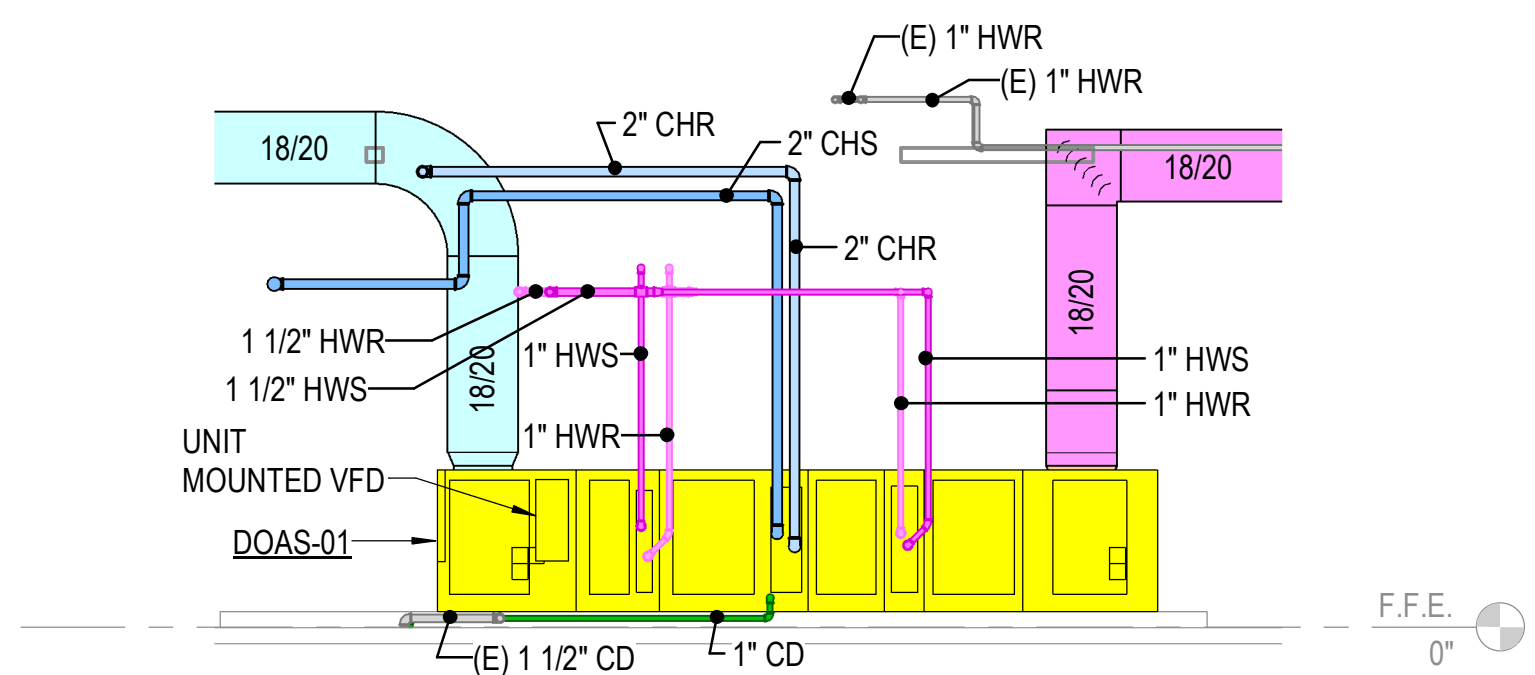 (E) 1" HWR
(E) 1" HWR
2" CHR
2" CHS
18/20
18/20
2" CHR
18/20
1 1/2" HWR
1" HWS
1" HWS
18/20
1 1/2" HWS
1" HWR
1" HWR
UNIT
MOUNTED VFD
DOAS-01
F.F.E.
0"
(E) 1 1/2" CD
1" CD